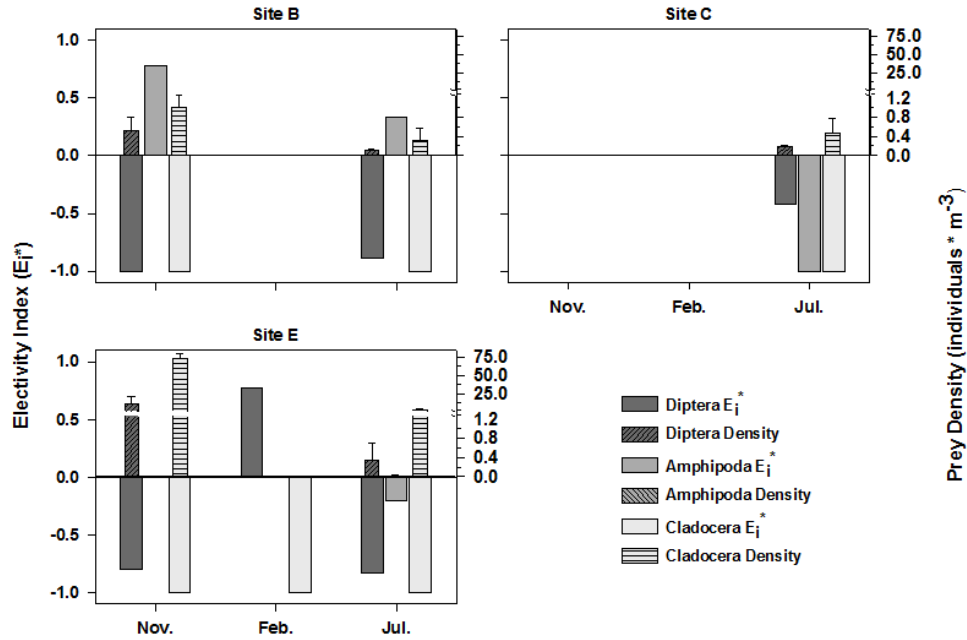 Site B
Site C
1.0
0.5
0.0
-0.5
-1.0
75.0
50.0
25.0
1.2
0.8
0.4
0.0
Nov.
Feb.
Jul.
Site E
1.0
0.5
0.0
-0.5
-1.0
75.0
50.0
25.0
1.2
0.8
0.4
0.0
Nov.
Feb.
Jul.
Electivity Index (Ei*)
Prey Density (individuals * m-3)
Diptera Ei*
Diptera Density
Amphipoda Ei*
Amphipoda Density
Cladocera Ei*
Cladocera Density